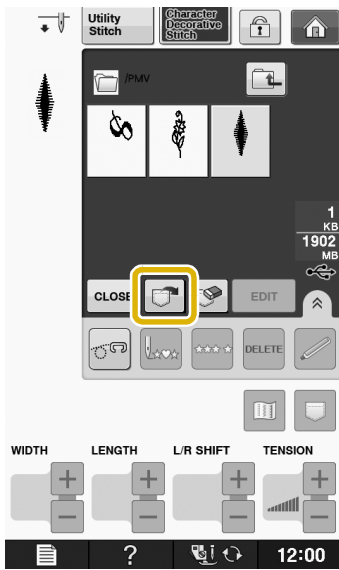 Utility
Stitch
Character
Decorative
Stitch
/PMV
1
KB
1902
MB
CLOSE
EDIT
DELETE
WIDTH
LENGTH
L/R SHIFT
TENSION
+
+
+
+
−
−
−
−
?
12:00